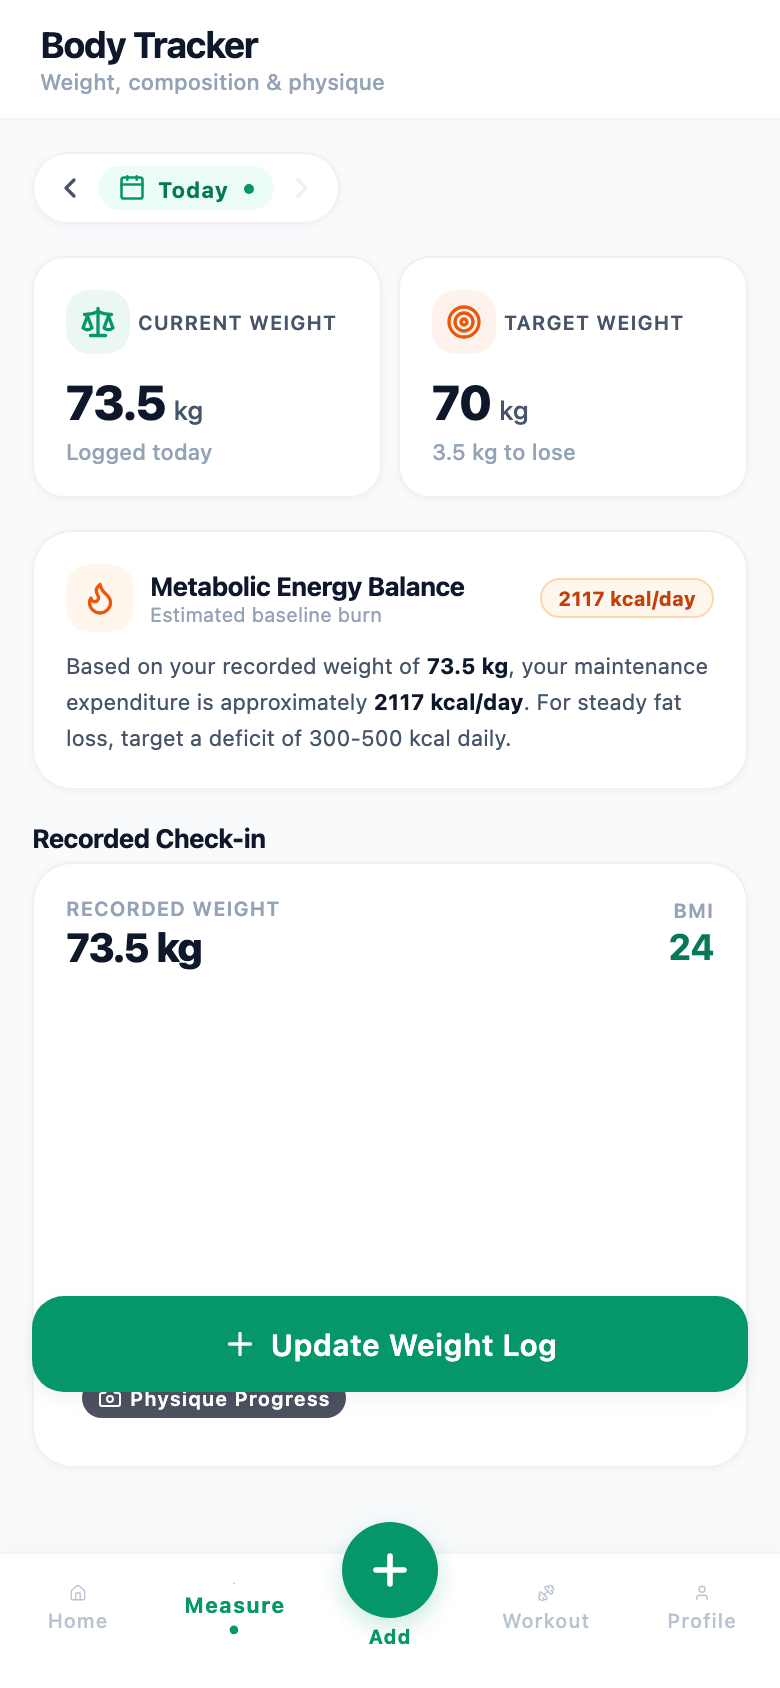 Body Tracker
Weight, composition & physique
Today
CURRENT WEIGHT
73.5 kg
Logged today
TARGET WEIGHT
70 kg
3.5 kg to lose
Metabolic Energy Balance
Estimated baseline burn
2117 kcal/day
Based on your recorded weight of 73.5 kg, your maintenance
expenditure is approximately 2117 kcal/day. For steady fat
loss, target a deficit of 300-500 kcal daily.
Recorded Check-in
RECORDED WEIGHT
73.5 kg
BMI
24
Update Weight Log
Physique Progress
Home
Measure
Add
Workout
Profile